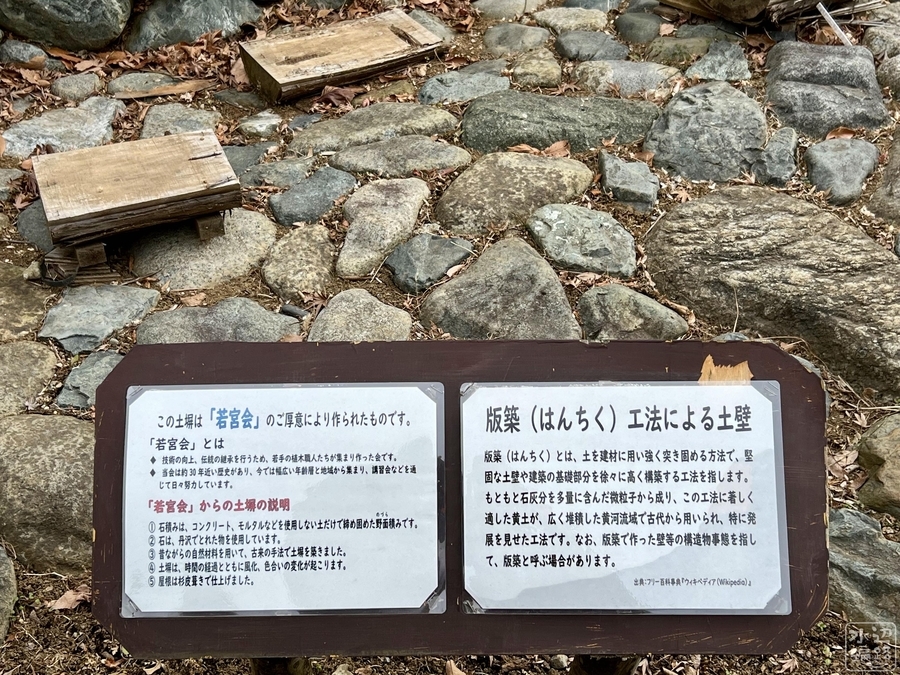 この土塀は「若宮会」のご厚意により作られたものです。
「若宮会」とは
◆ 技術の向上、伝統の継承を行うため、若手の植木職人たちが集まり作った会です。
◆ 当会は約30年近い歴史があり、今では幅広い年齢層と地域から集まり、講習会などを通
じて日々努力しています。
「若宮会」からの土塀の説明
① 石積みは、コンクリート、モルタルなどを使用しない土だけで締め固めた野面積みです。
のづら
② 石は、丹沢でとれた物を使用しています。
③ 昔ながらの自然材料を用いて、古来の手法で土塀を築きました。
④ 土塀は、時間の経過とともに風化、色合いの変化が起こります。
⑤ 屋根は杉皮葺きで仕上げました。
版築（はんちく）工法による土壁
版築（はんちく）とは、土を建材に用い強く突き固める方法で、堅
固な土壁や建築の基礎部分を徐々に高く構築する工法を指します。
もともと石灰分を多量に含んだ微粒子から成り、この工法に著しく
適した黄土が、広く堆積した黄河流域で古代から用いられ、特に発
展を見せた工法です。なお、版築で作った壁等の構造物事態を指し
て、版築と呼ぶ場合があります。
出典：フリー百科事典『ウィキペディア（Wikipedia）』